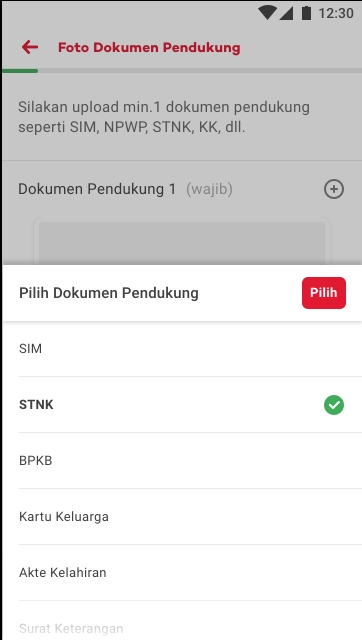 12:30
Foto Dokumen Pendukung
Silakan upload min.1 dokumen pendukung
seperti SIM, NPWP, STNK, KK, dll.
Dokumen Pendukung 1 (wajib)
Pilih Dokumen Pendukung
Pilih
SIM
STNK
BPKB
Kartu Keluarga
Akte Kelahiran
Surat Keterangan